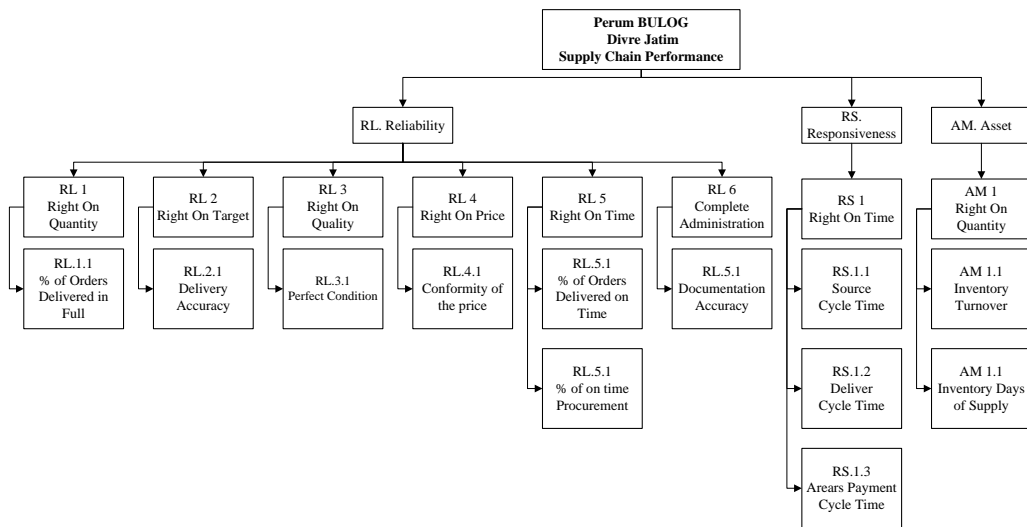 Perum BULOG
Divre Jatim
Supply Chain Performance
RL. Reliability
RS.
Responsiveness
AM. Asset
RL 1
Right On
Quantity
RL 2
Right On Target
RL 3
Right On
Quality
RL 4
Right On Price
RL 5
Right On Time
RL 6
Complete
Administration
RS 1
Right On Time
AM 1
Right On
Quantity
RL.1.1
% of Orders
Delivered in
Full
RL.2.1
Delivery
Accuracy
RL.3.1
Perfect Condition
RL.4.1
Conformity of
the price
RL.5.1
% of Orders
Delivered on
Time
RL.5.1
Documentation
Accuracy
RS.1.1
Source
Cycle Time
AM 1.1
Inventory
Turnover
RL.5.1
% of on time
Procurement
RS.1.2
Deliver
Cycle Time
AM 1.1
Inventory Days
of Supply
RS.1.3
Arears Payment
Cycle Time